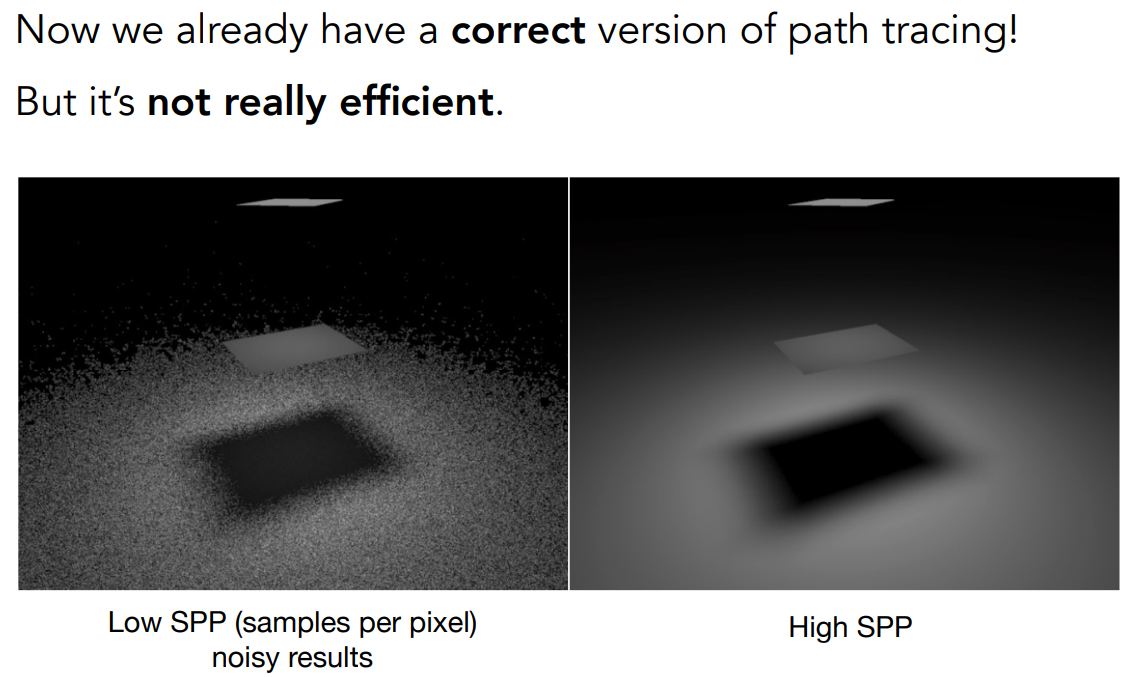 Now we already have a correct version of path tracing!
But it’s not really efficient.
Low SPP (samples per pixel)
noisy results
High SPP